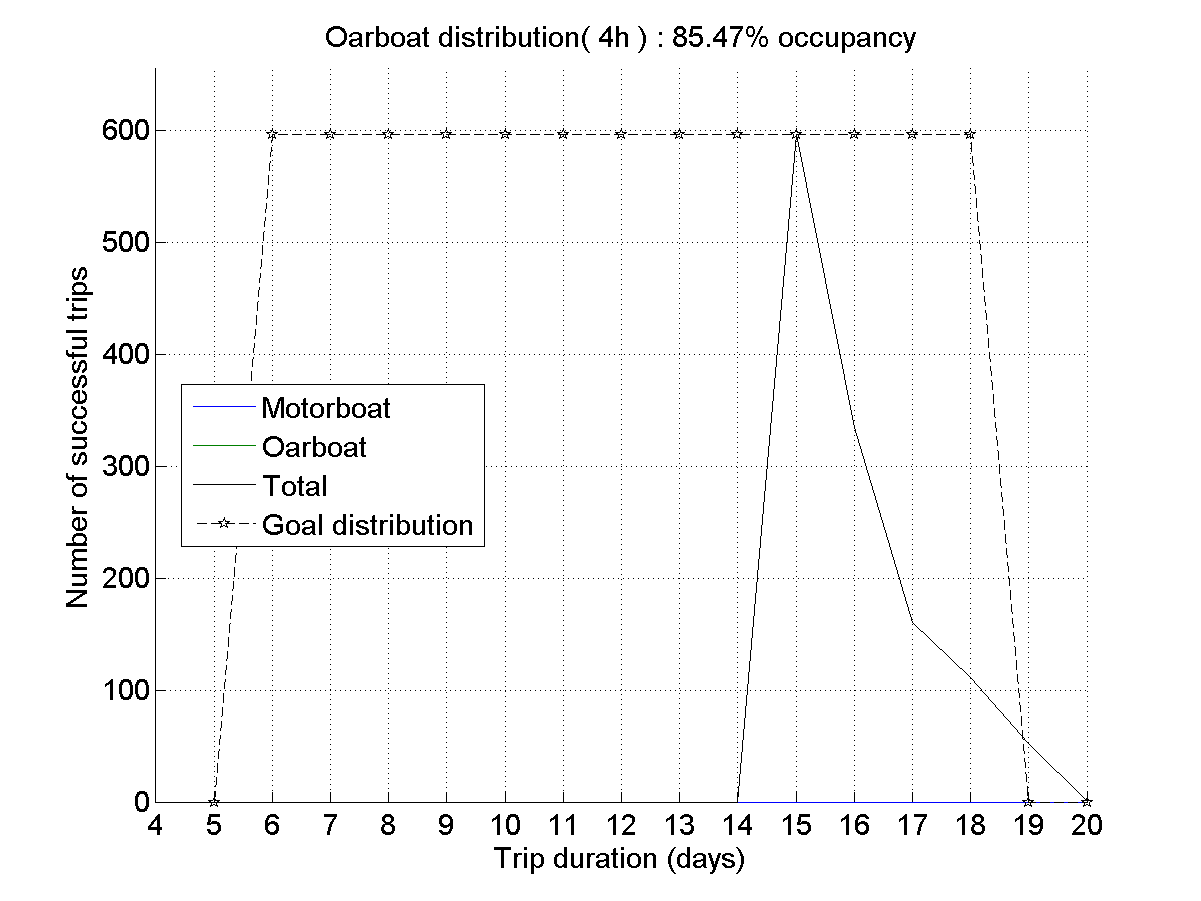 Oarboat distribution( 4h ) : 85.47% occupancy
Number of successful trips
600
500
400
300
200
100
0
Motorboat
Oarboat
Total
Goal distribution
4 5 6 7 8 9 10 11 12 13 14 15 16 17 18 19 20
Trip duration (days)